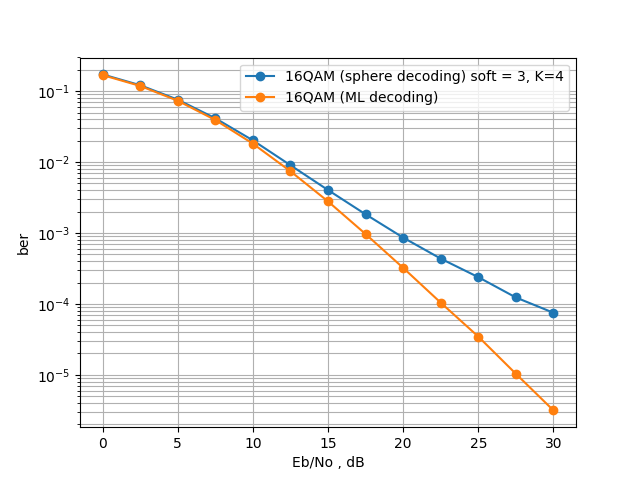 16QAM (sphere decoding) soft = 3, K=4
16QAM (ML decoding)
10⁻¹
10⁻²
10⁻³
10⁻⁴
10⁻⁵
ber
0 5 10 15 20 25 30
Eb/No , dB